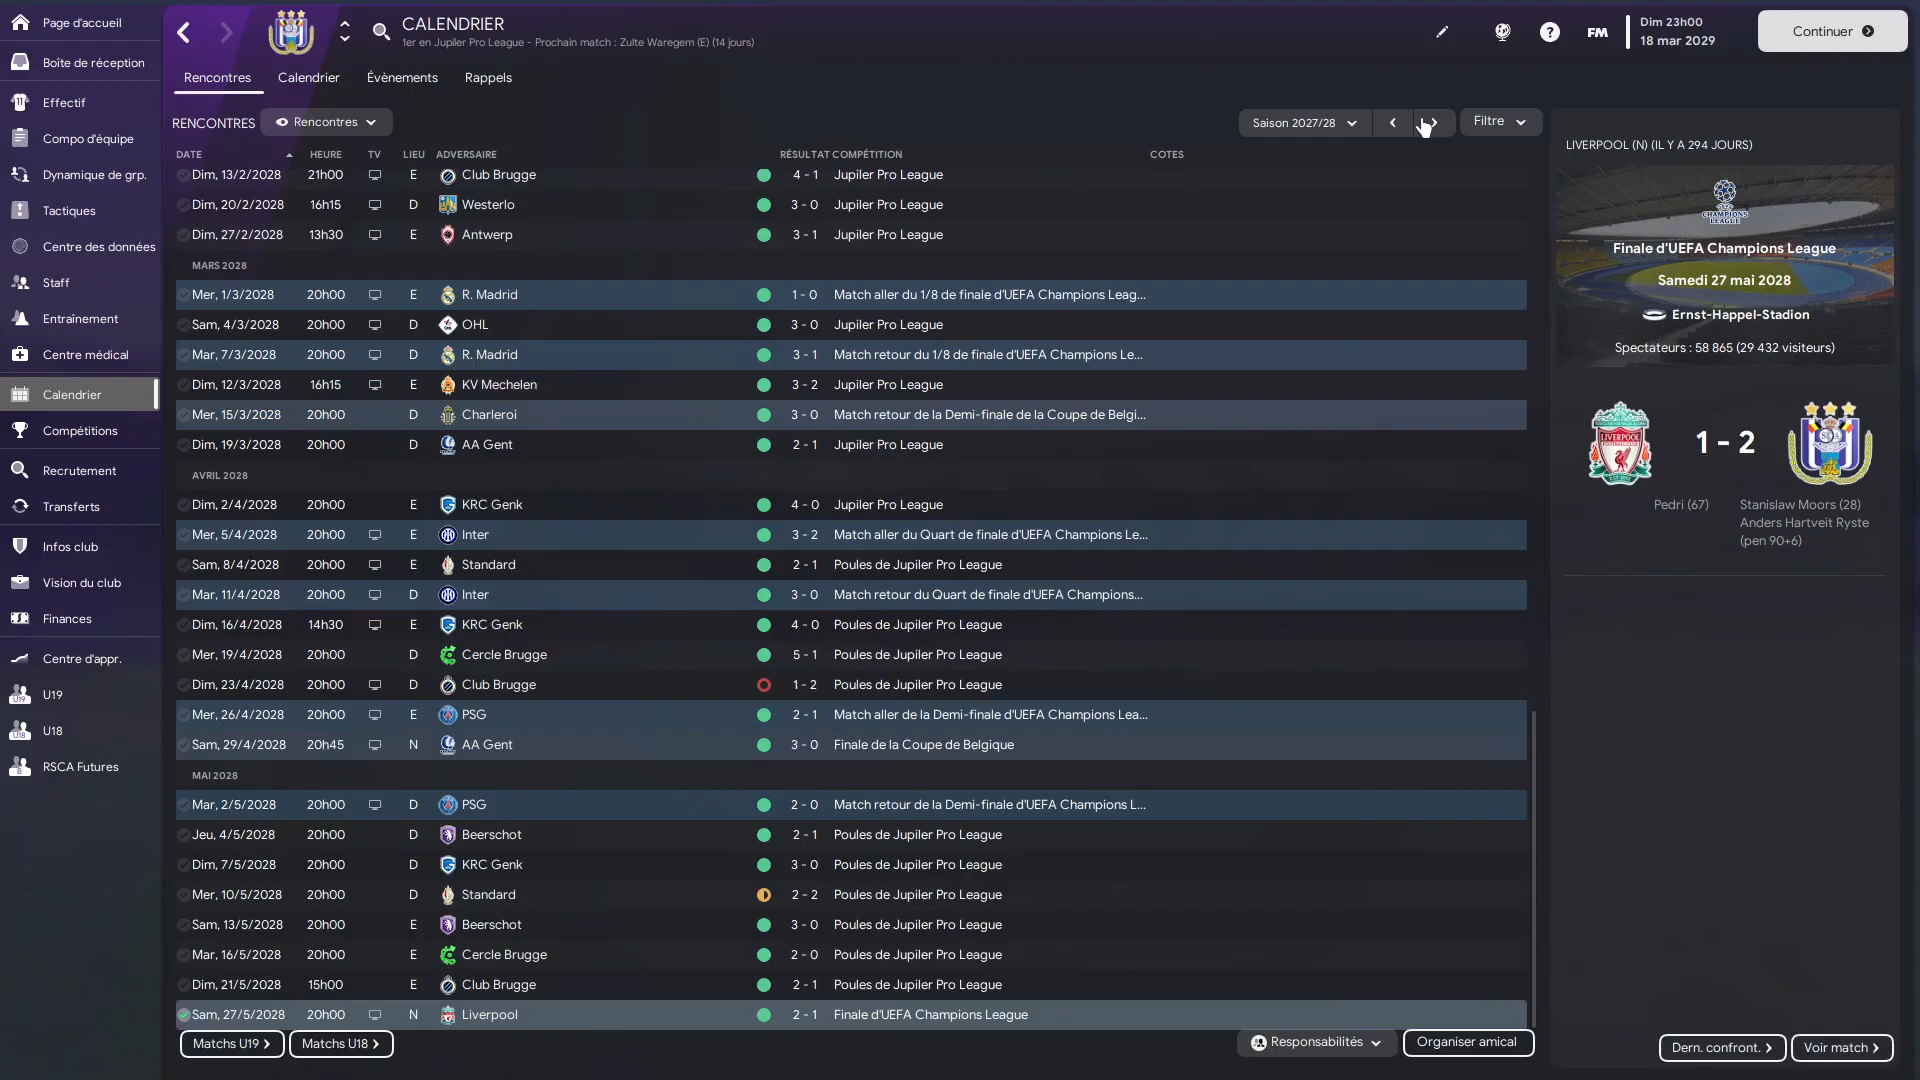 Page d'accueil
Boîte de réception
Effectif
Compo d'équipe
Dynamique de grp.
Tactiques
Centre des données
Staff
Entraînement
Centre médical
Calendrier
Compétitions
Recrutement
Transferts
Infos club
Vision du club
Finances
Centre d'appr.
U19
U18
RSCA Futures
CALENDRIER
1er en Jupiler Pro League - Prochain match : Zulte Waregem (E) (14 jours)
FM
Dim 23h00
18 mar 2029
Continuer
Rencontres Calendrier Évènements Rappels
RENCONTRES Rencontres Saison 2027/28 Filtre
DATE HEURE TV LIEU ADVERSAIRE RÉSULTAT COMPÉTITION COTES
Dim, 13/2/2028 21h00 E Club Brugge 4 - 1 Jupiler Pro League
Dim, 20/2/2028 16h15 D Westerlo 3 - 0 Jupiler Pro League
Dim, 27/2/2028 13h30 E Antwerp 3 - 1 Jupiler Pro League
MARS 2028
Mer, 1/3/2028 20h00 E R. Madrid 1 - 0 Match aller du 1/8 de finale d'UEFA Champions Leag...
Sam, 4/3/2028 20h00 D OHL 3 - 0 Jupiler Pro League
Mar, 7/3/2028 20h00 D R. Madrid 3 - 1 Match retour du 1/8 de finale d'UEFA Champions Le...
Dim, 12/3/2028 16h15 E KV Mechelen 3 - 2 Jupiler Pro League
Mer, 15/3/2028 20h00 D Charleroi 3 - 0 Match retour de la Demi-finale de la Coupe de Belgi...
Dim, 19/3/2028 20h00 D AA Gent 2 - 1 Jupiler Pro League
AVRIL 2028
Dim, 2/4/2028 20h00 E KRC Genk 4 - 0 Jupiler Pro League
Mer, 5/4/2028 20h00 E Inter 3 - 2 Match aller du Quart de finale d'UEFA Champions Le...
Sam, 8/4/2028 20h00 E Standard 2 - 1 Poules de Jupiler Pro League
Mar, 11/4/2028 20h00 D Inter 3 - 0 Match retour du Quart de finale d'UEFA Champions...
Dim, 16/4/2028 14h30 E KRC Genk 4 - 0 Poules de Jupiler Pro League
Mer, 19/4/2028 20h00 D Cercle Brugge 5 - 1 Poules de Jupiler Pro League
Dim, 23/4/2028 20h00 D Club Brugge 1 - 2 Poules de Jupiler Pro League
Mer, 26/4/2028 20h00 E PSG 2 - 1 Match aller de la Demi-finale d'UEFA Champions Lea...
Sam, 29/4/2028 20h45 N AA Gent 3 - 0 Finale de la Coupe de Belgique
MAI 2028
Mar, 2/5/2028 20h00 D PSG 2 - 0 Match retour de la Demi-finale d'UEFA Champions L...
Jeu, 4/5/2028 20h00 D Beerschot 2 - 1 Poules de Jupiler Pro League
Dim, 7/5/2028 20h00 D KRC Genk 3 - 0 Poules de Jupiler Pro League
Mer, 10/5/2028 20h00 D Standard 2 - 2 Poules de Jupiler Pro League
Sam, 13/5/2028 20h00 E Beerschot 3 - 0 Poules de Jupiler Pro League
Mar, 16/5/2028 20h00 E Cercle Brugge 2 - 0 Poules de Jupiler Pro League
Dim, 21/5/2028 15h00 E Club Brugge 2 - 1 Poules de Jupiler Pro League
Sam, 27/5/2028 20h00 N Liverpool 2 - 1 Finale d'UEFA Champions League
Matchs U19 Matchs U18 Responsabilités Organiser amical
LIVERPOOL (N) (IL Y A 294 JOURS)
CHAMPIONS
LEAGUE
Finale d'UEFA Champions League
Samedi 27 mai 2028
Ernst-Happel-Stadion
Spectateurs : 58 865 (29 432 visiteurs)
1 - 2
Pedri (67) Stanislaw Moors (28)
Anders Hartveit Ryste
(pen 90+6)
Dern. confront. Voir match